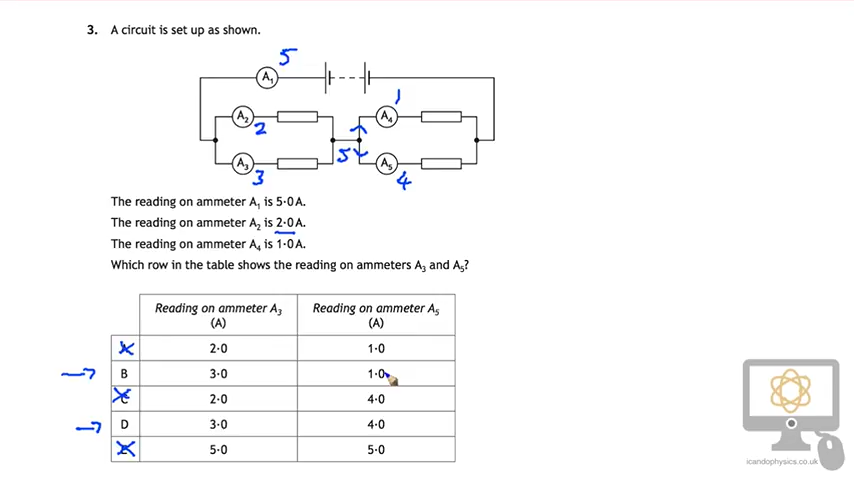 3. A circuit is set up as shown.
5
A1
1
A2
A4
2
5
A3
A5
3
4
The reading on ammeter A1 is 5·0 A.
The reading on ammeter A2 is 2·0 A.
The reading on ammeter A4 is 1·0 A.
Which row in the table shows the reading on ammeters A3 and A5?
Reading on ammeter A3 (A)
Reading on ammeter A5 (A)
2·0 1·0
B 3·0 1·0
C 2·0 4·0
D 3·0 4·0
E 5·0 5·0
icandophysics.co.uk